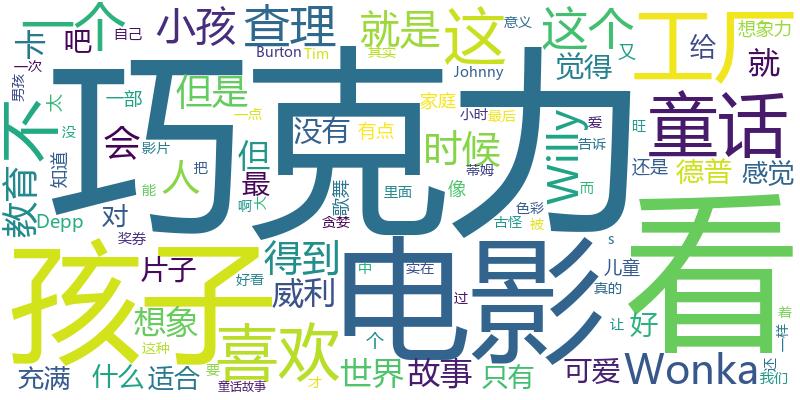 一个
小孩
查理
就是
这
这个
工厂
想象力
自己
吧
Burton
Tim
意义
其实
又
给
就
男孩
一次
太
一部
但是
家庭
Johnny
觉得
巧克力
不
没
会
影片
没有
有点
小时
最后
爱
旺
童话
教育
知道
人
把
但
时候
蒂姆
Willy
告诉
还是
德普
感觉
能
最
一点
啊
大
歌舞
里面
像
而
Depp
对
奖券
贪婪
色彩
古怪
被
看
孩子
片子
得到
威利
电影
中
实在
过
s
儿童
真的
让
好
着
一样
想象
这种
好看
喜欢
个
充满
什么
适合
要
童话故事
才
世界
故事
只有
可爱
Wonka
还
我们